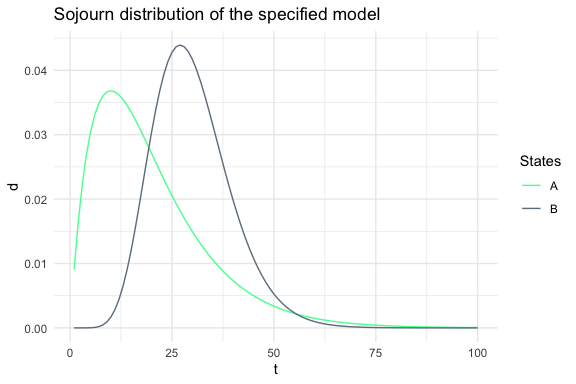 Sojourn distribution of the specified model
d
0.04
0.03
0.02
0.01
0.00
0
25
50
75
100
t
States
A
B